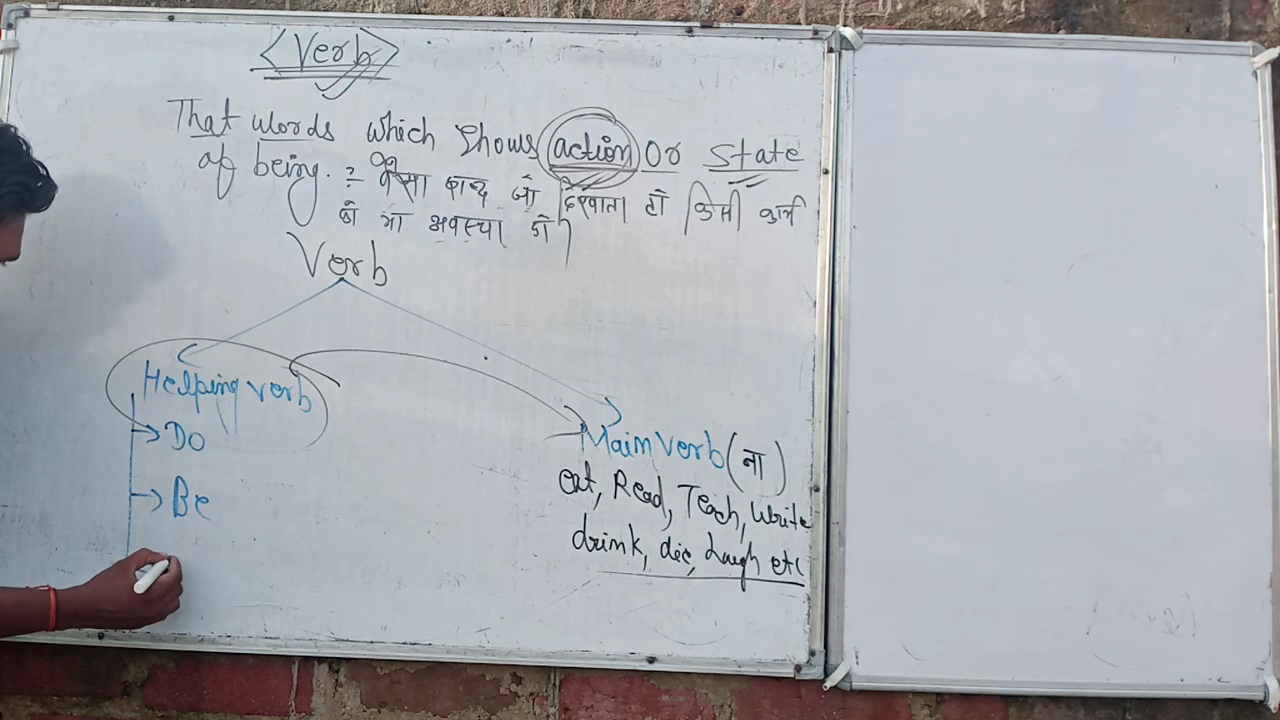 <Verb>
That words which shows action or state
of being. :- वैसा शब्द जो दिखाता हो किसी कार्य
को या अवस्था को
Verb
Helping verb
Do
Be
Main verb (ना)
eat, Read, Teach, Write
drink, die, Laugh etc